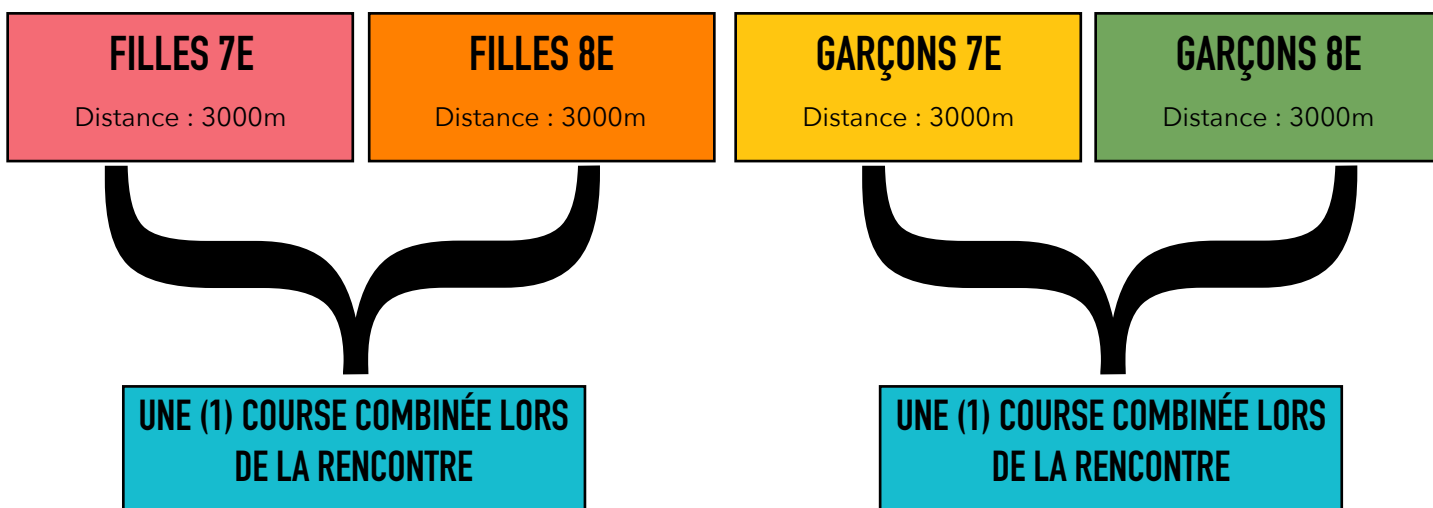 FILLES 7E
Distance : 3000m
FILLES 8E
Distance : 3000m
GARÇONS 7E
Distance : 3000m
GARÇONS 8E
Distance : 3000m
UNE (1) COURSE COMBINÉE LORS
DE LA RENCONTRE
UNE (1) COURSE COMBINÉE LORS
DE LA RENCONTRE